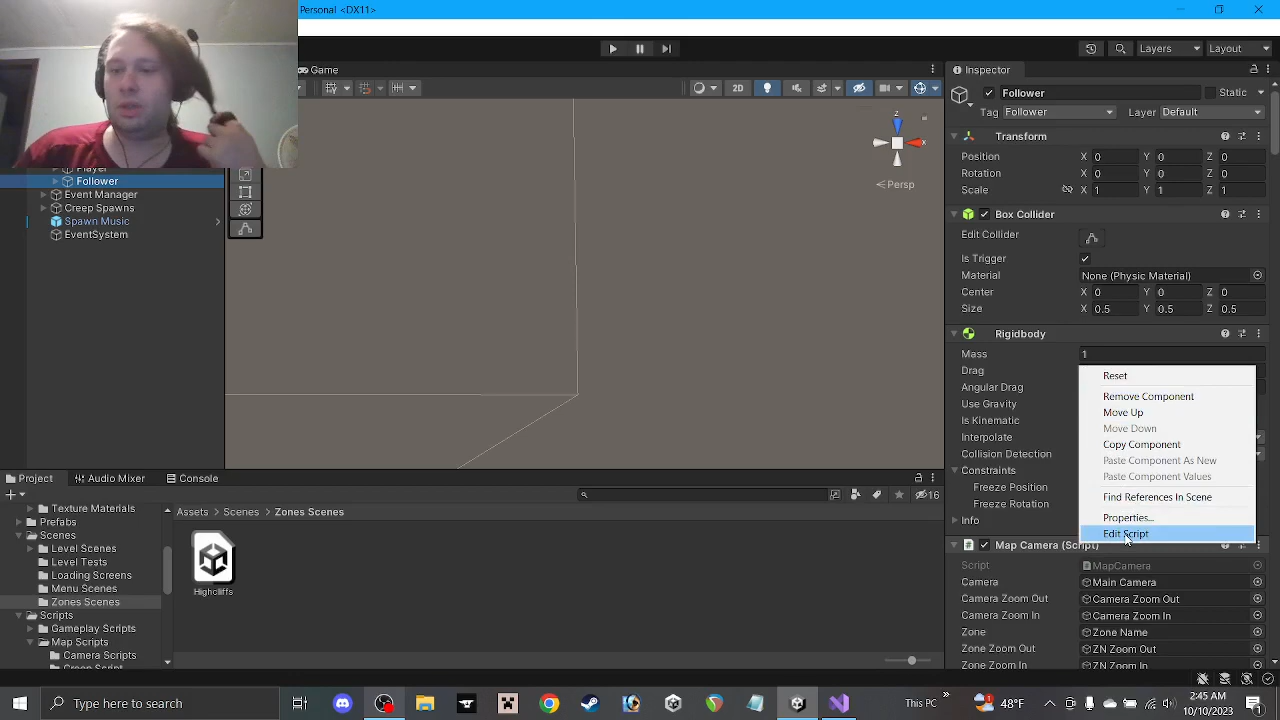 Personal <DX11>
Layers
Layout
Game
2D
z
x
Persp
Player
Follower
Event Manager
Creep Spawns
Spawn Music
EventSystem
Inspector
Follower
Static
Tag Follower Layer Default
Transform
Position X 0 Y 0 Z 0
Rotation X 0 Y 0 Z 0
Scale X 1 Y 1 Z 1
Box Collider
Edit Collider
Is Trigger
Material None (Physic Material)
Center X 0 Y 0 Z 0
Size X 0.5 Y 0.5 Z 0.5
Rigidbody
Mass 1
Drag
Angular Drag
Use Gravity
Is Kinematic
Interpolate
Collision Detection
Constraints
Freeze Position
Freeze Rotation
Info
Reset
Remove Component
Move Up
Move Down
Copy Component
Paste Component As New
Paste Component Values
Find References In Scene
Properties...
Edit Script
Map Camera (Script)
Script MapCamera
Camera Main Camera
Camera Zoom Out Camera Zoom Out
Camera Zoom In Camera Zoom In
Zone Zone Name
Zone Zoom Out ZN Zoom Out
Zone Zoom In ZN Zoom In
Project
Audio Mixer
Console
16
Texture Materials
Prefabs
Scenes
Level Scenes
Level Tests
Loading Screens
Menu Scenes
Zones Scenes
Scripts
Gameplay Scripts
Map Scripts
Camera Scripts
Creep Script
Assets > Scenes > Zones Scenes
Highcliffs
Type here to search
This PC
»
1
48°F
2:45 AM
10/10/2023